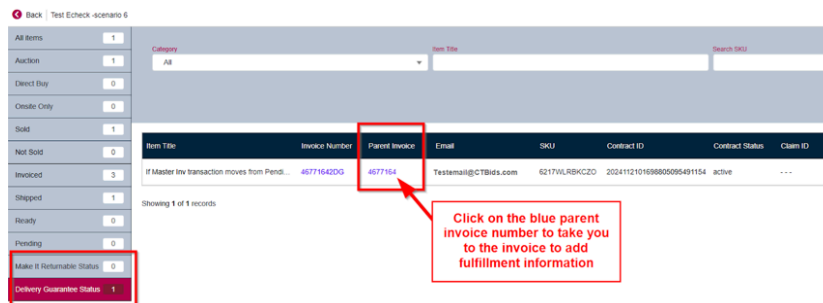 Back Test Echeck -scenario 6
All items 1
Auction 1
Direct Buy 0
Onsite Only 0
Sold 1
Not Sold 0
Invoiced 3
Shipped 1
Ready 0
Pending 0
Make It Returnable Status 0
Delivery Guarantee Status 1
Category Item Title Search SKU
All
Item Title Invoice Number Parent Invoice Email SKU Contract ID Contract Status Claim ID
If Master Inv transaction moves from Pendi... 46771642DG 4677164 Testemail@CTBids.com 6217WLRBKCZO 2024112101698805095491154 active ---
Showing 1 of 1 records
Click on the blue parent
invoice number to take you
to the invoice to add
fulfillment information